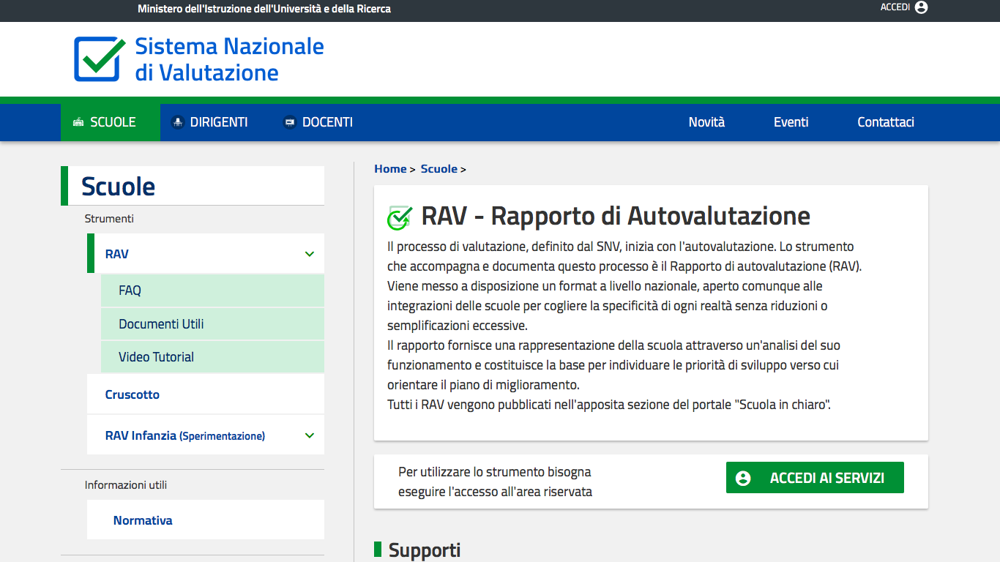 Ministero dell'Istruzione dell'Università e della Ricerca
ACCEDI
Sistema Nazionale
di Valutazione
SCUOLE
DIRIGENTI
DOCENTI
Novità
Eventi
Contattaci
Scuole
Strumenti
RAV
FAQ
Documenti Utili
Video Tutorial
Cruscotto
RAV Infanzia (Sperimentazione)
Informazioni utili
Normativa
Home > Scuole >
RAV - Rapporto di Autovalutazione
Il processo di valutazione, definito dal SNV, inizia con l'autovalutazione. Lo strumento
che accompagna e documenta questo processo è il Rapporto di autovalutazione (RAV).
Viene messo a disposizione un format a livello nazionale, aperto comunque alle
integrazioni delle scuole per cogliere la specificità di ogni realtà senza riduzioni o
semplificazioni eccessive.
Il rapporto fornisce una rappresentazione della scuola attraverso un'analisi del suo
funzionamento e costituisce la base per individuare le priorità di sviluppo verso cui
orientare il piano di miglioramento.
Tutti i RAV vengono pubblicati nell'apposita sezione del portale "Scuola in chiaro".
Per utilizzare lo strumento bisogna
eseguire l'accesso all'area riservata
ACCEDI AI SERVIZI
Supporti